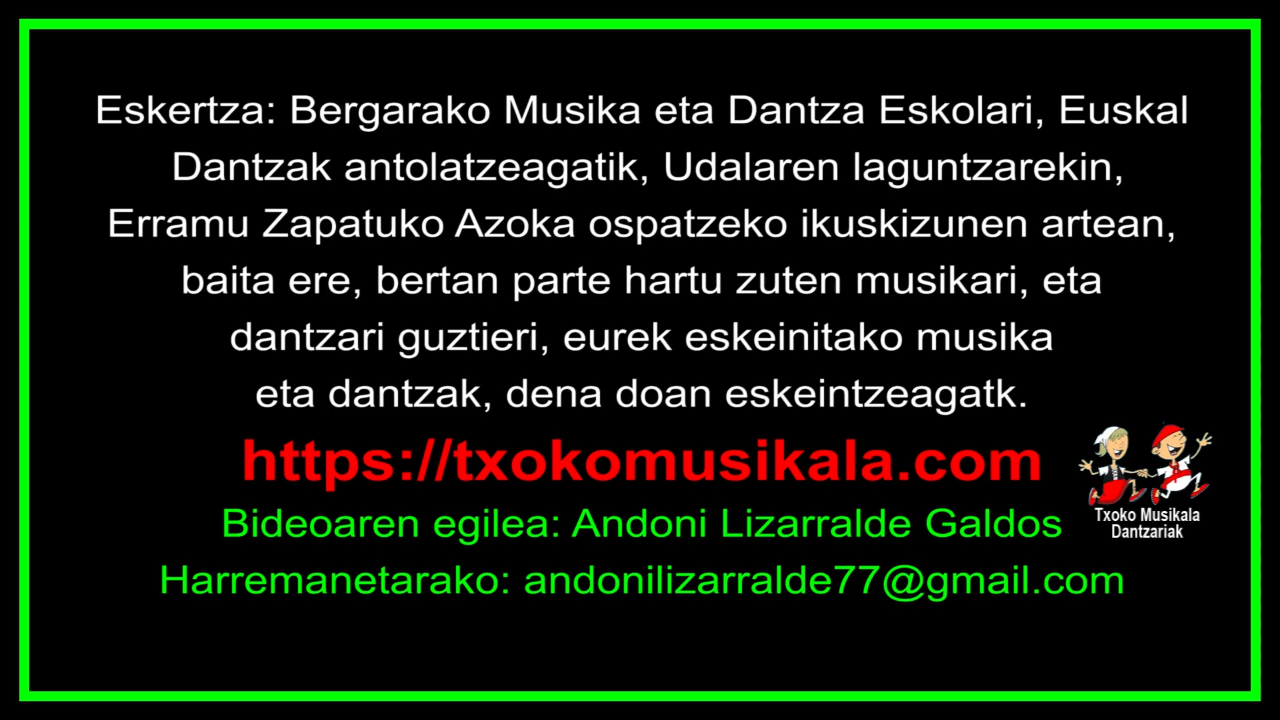 Eskertza: Bergarako Musika eta Dantza Eskolari, Euskal
Dantzak antolatzeagatik, Udalaren laguntzarekin,
Erramu Zapatuko Azoka ospatzeko ikuskizunen artean,
baita ere, bertan parte hartu zuten musikari, eta
dantzari guztieri, eurek eskeinitako musika
eta dantzak, dena doan eskeintzeagatk.
https://txokomusikala.com
Bideoaren egilea: Andoni Lizarralde Galdos
Harremanetarako: andonilizarralde77@gmail.com
Txoko Musikala
Dantzariak